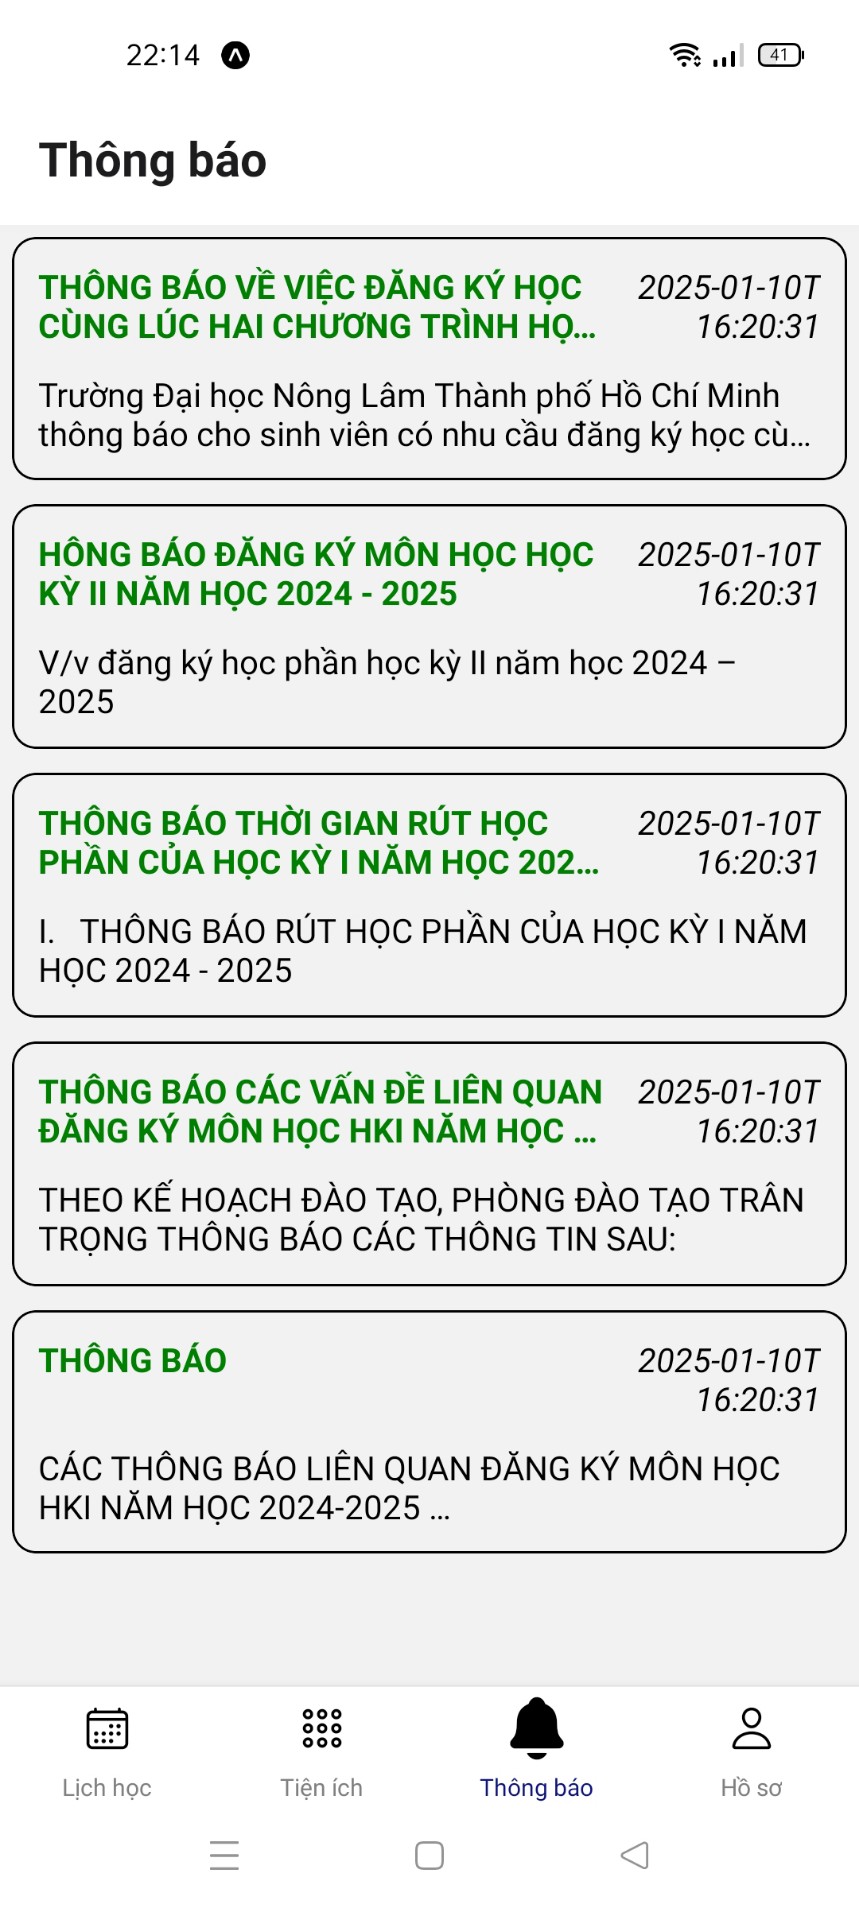 22:14
41
Thông báo
THÔNG BÁO VỀ VIỆC ĐĂNG KÝ HỌC
CÙNG LÚC HAI CHƯƠNG TRÌNH HỌ...
2025-01-10T
16:20:31
Trường Đại học Nông Lâm Thành phố Hồ Chí Minh
thông báo cho sinh viên có nhu cầu đăng ký học cù...
HÔNG BÁO ĐĂNG KÝ MÔN HỌC HỌC
KỲ II NĂM HỌC 2024 - 2025
2025-01-10T
16:20:31
V/v đăng ký học phần học kỳ II năm học 2024 –
2025
THÔNG BÁO THỜI GIAN RÚT HỌC
PHẦN CỦA HỌC KỲ I NĂM HỌC 202...
2025-01-10T
16:20:31
I. THÔNG BÁO RÚT HỌC PHẦN CỦA HỌC KỲ I NĂM
HỌC 2024 - 2025
THÔNG BÁO CÁC VẤN ĐỀ LIÊN QUAN
ĐĂNG KÝ MÔN HỌC HKI NĂM HỌC ...
2025-01-10T
16:20:31
THEO KẾ HOẠCH ĐÀO TẠO, PHÒNG ĐÀO TẠO TRÂN
TRỌNG THÔNG BÁO CÁC THÔNG TIN SAU:
THÔNG BÁO
2025-01-10T
16:20:31
CÁC THÔNG BÁO LIÊN QUAN ĐĂNG KÝ MÔN HỌC
HKI NĂM HỌC 2024-2025 ...
Lịch học
Tiện ích
Thông báo
Hồ sơ